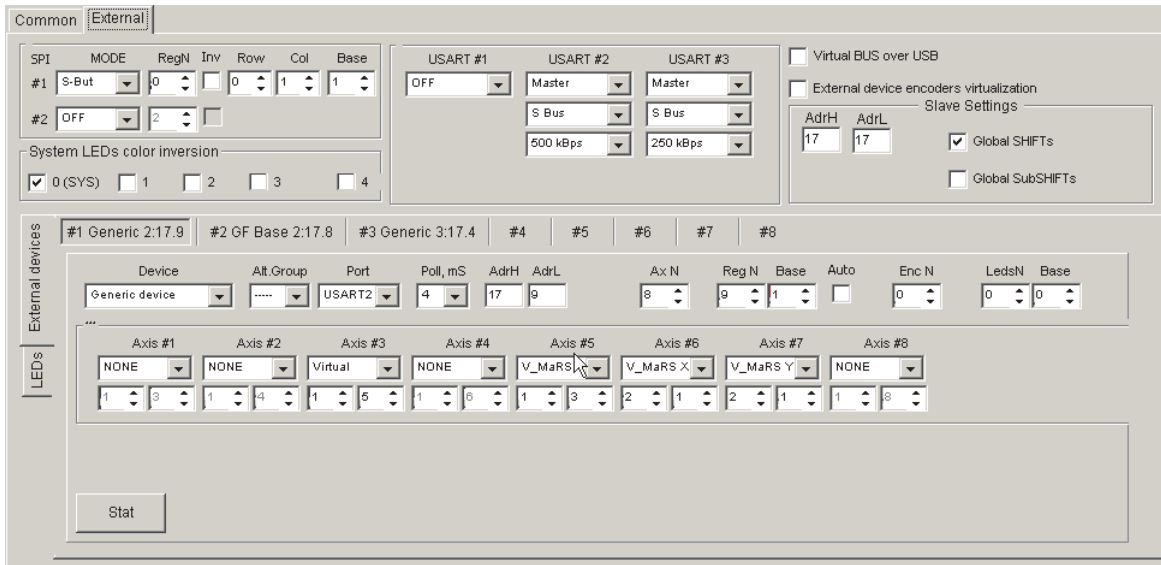 Common External
SPI MODE RegN Inv Row Col Base
#1 S-But 0 0 1 1
#2 OFF 2
System LEDs color inversion
0 (SYS) 1 2 3 4
USART #1 USART #2 USART #3
OFF Master Master
S Bus S Bus
500 kBps 250 kBps
Virtual BUS over USB
External device encoders virtualization
Slave Settings
AdrH AdrL
17 17 Global SHIFTs
Global SubSHIFTs
External devices
LEDs
#1 Generic 2:17.9 #2 GF Base 2:17.8 #3 Generic 3:17.4 #4 #5 #6 #7 #8
Device Alt.Group Port Poll, mS AdrH AdrL Ax N Reg N Base Auto Enc N LedsN Base
Generic device ----- USART2 4 17 9 8 9 1 0 0 0
...
Axis #1 Axis #2 Axis #3 Axis #4 Axis #5 Axis #6 Axis #7 Axis #8
NONE NONE Virtual NONE V_MaRS V_MaRS X V_MaRS Y NONE
1 3 1 4 1 5 1 6 1 3 2 1 2 1 1 8
Stat